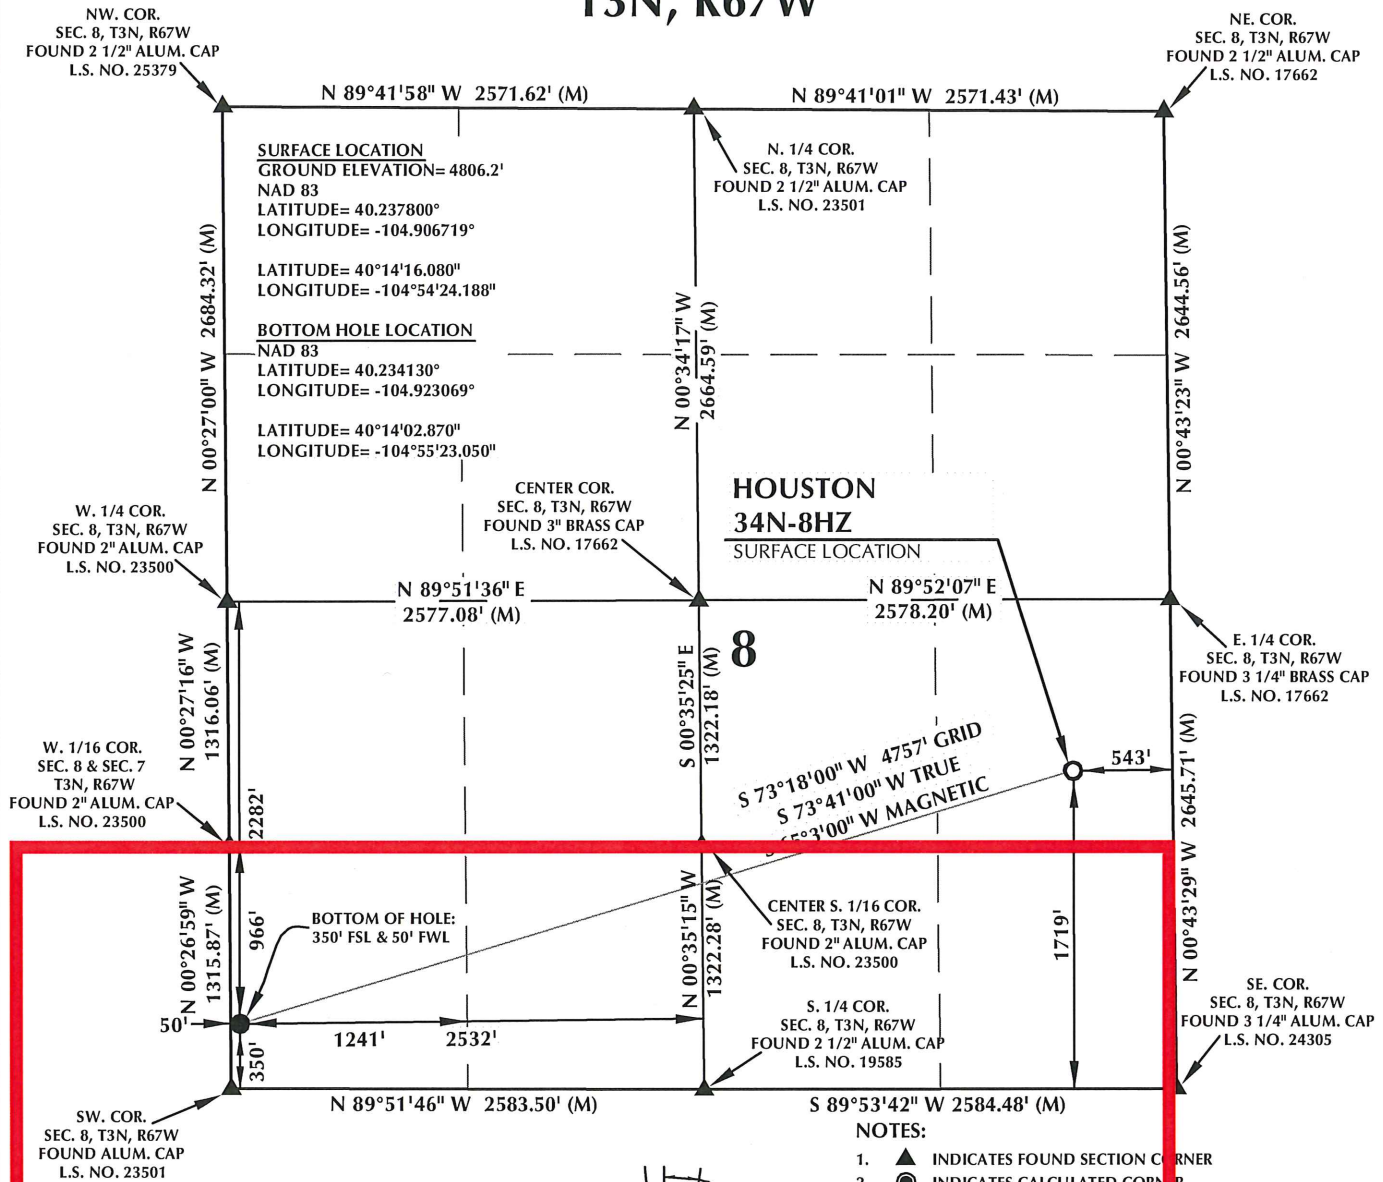 T3N, R67W
NW. COR.
SEC. 8, T3N, R67W
FOUND 2 1/2" ALUM. CAP
L.S. NO. 25379
NE. COR.
SEC. 8, T3N, R67W
FOUND 2 1/2" ALUM. CAP
L.S. NO. 17662
N 89°41'58" W 2571.62' (M)
N 89°41'01" W 2571.43' (M)
SURFACE LOCATION
GROUND ELEVATION= 4806.2'
NAD 83
LATITUDE= 40.237800°
LONGITUDE= -104.906719°
LATITUDE= 40°14'16.080"
LONGITUDE= -104°54'24.188"
BOTTOM HOLE LOCATION
NAD 83
LATITUDE= 40.234130°
LONGITUDE= -104.923069°
LATITUDE= 40°14'02.870"
LONGITUDE= -104°55'23.050"
N. 1/4 COR.
SEC. 8, T3N, R67W
FOUND 2 1/2" ALUM. CAP
L.S. NO. 23501
N 00°27'00" W 2684.32' (M)
N 00°34'17" W
2664.59' (M)
N 00°43'23" W 2644.56' (M)
CENTER COR.
SEC. 8, T3N, R67W
FOUND 3" BRASS CAP
L.S. NO. 17662
HOUSTON
34N-8HZ
SURFACE LOCATION
W. 1/4 COR.
SEC. 8, T3N, R67W
FOUND 2" ALUM. CAP
L.S. NO. 23500
N 89°51'36" E
2577.08' (M)
N 89°52'07" E
2578.20' (M)
8
E. 1/4 COR.
SEC. 8, T3N, R67W
FOUND 3 1/4" BRASS CAP
L.S. NO. 17662
N 00°27'16" W
1316.06' (M)
S 00°35'25" E
1322.18' (M)
W. 1/16 COR.
SEC. 8 & SEC. 7
T3N, R67W
FOUND 2" ALUM. CAP
L.S. NO. 23500
2282'
S 73°18'00" W 4757' GRID
S 73°41'00" W TRUE
65°3'00" W MAGNETIC
543'
N 00°43'29" W 2645.71' (M)
N 00°26'59" W
1315.87' (M)
966'
BOTTOM OF HOLE:
350' FSL & 50' FWL
N 00°35'15" W
1322.28' (M)
CENTER S. 1/16 COR.
SEC. 8, T3N, R67W
FOUND 2" ALUM. CAP
L.S. NO. 23500
1719'
50'
1241'
2532'
350'
S. 1/4 COR.
SEC. 8, T3N, R67W
FOUND 2 1/2" ALUM. CAP
L.S. NO. 19585
SE. COR.
SEC. 8, T3N, R67W
FOUND 3 1/4" ALUM. CAP
L.S. NO. 24305
N 89°51'46" W 2583.50' (M)
S 89°53'42" W 2584.48' (M)
SW. COR.
SEC. 8, T3N, R67W
FOUND ALUM. CAP
L.S. NO. 23501
NOTES:
1. INDICATES FOUND SECTION CORNER
2. INDICATES CALCULATED CORNER